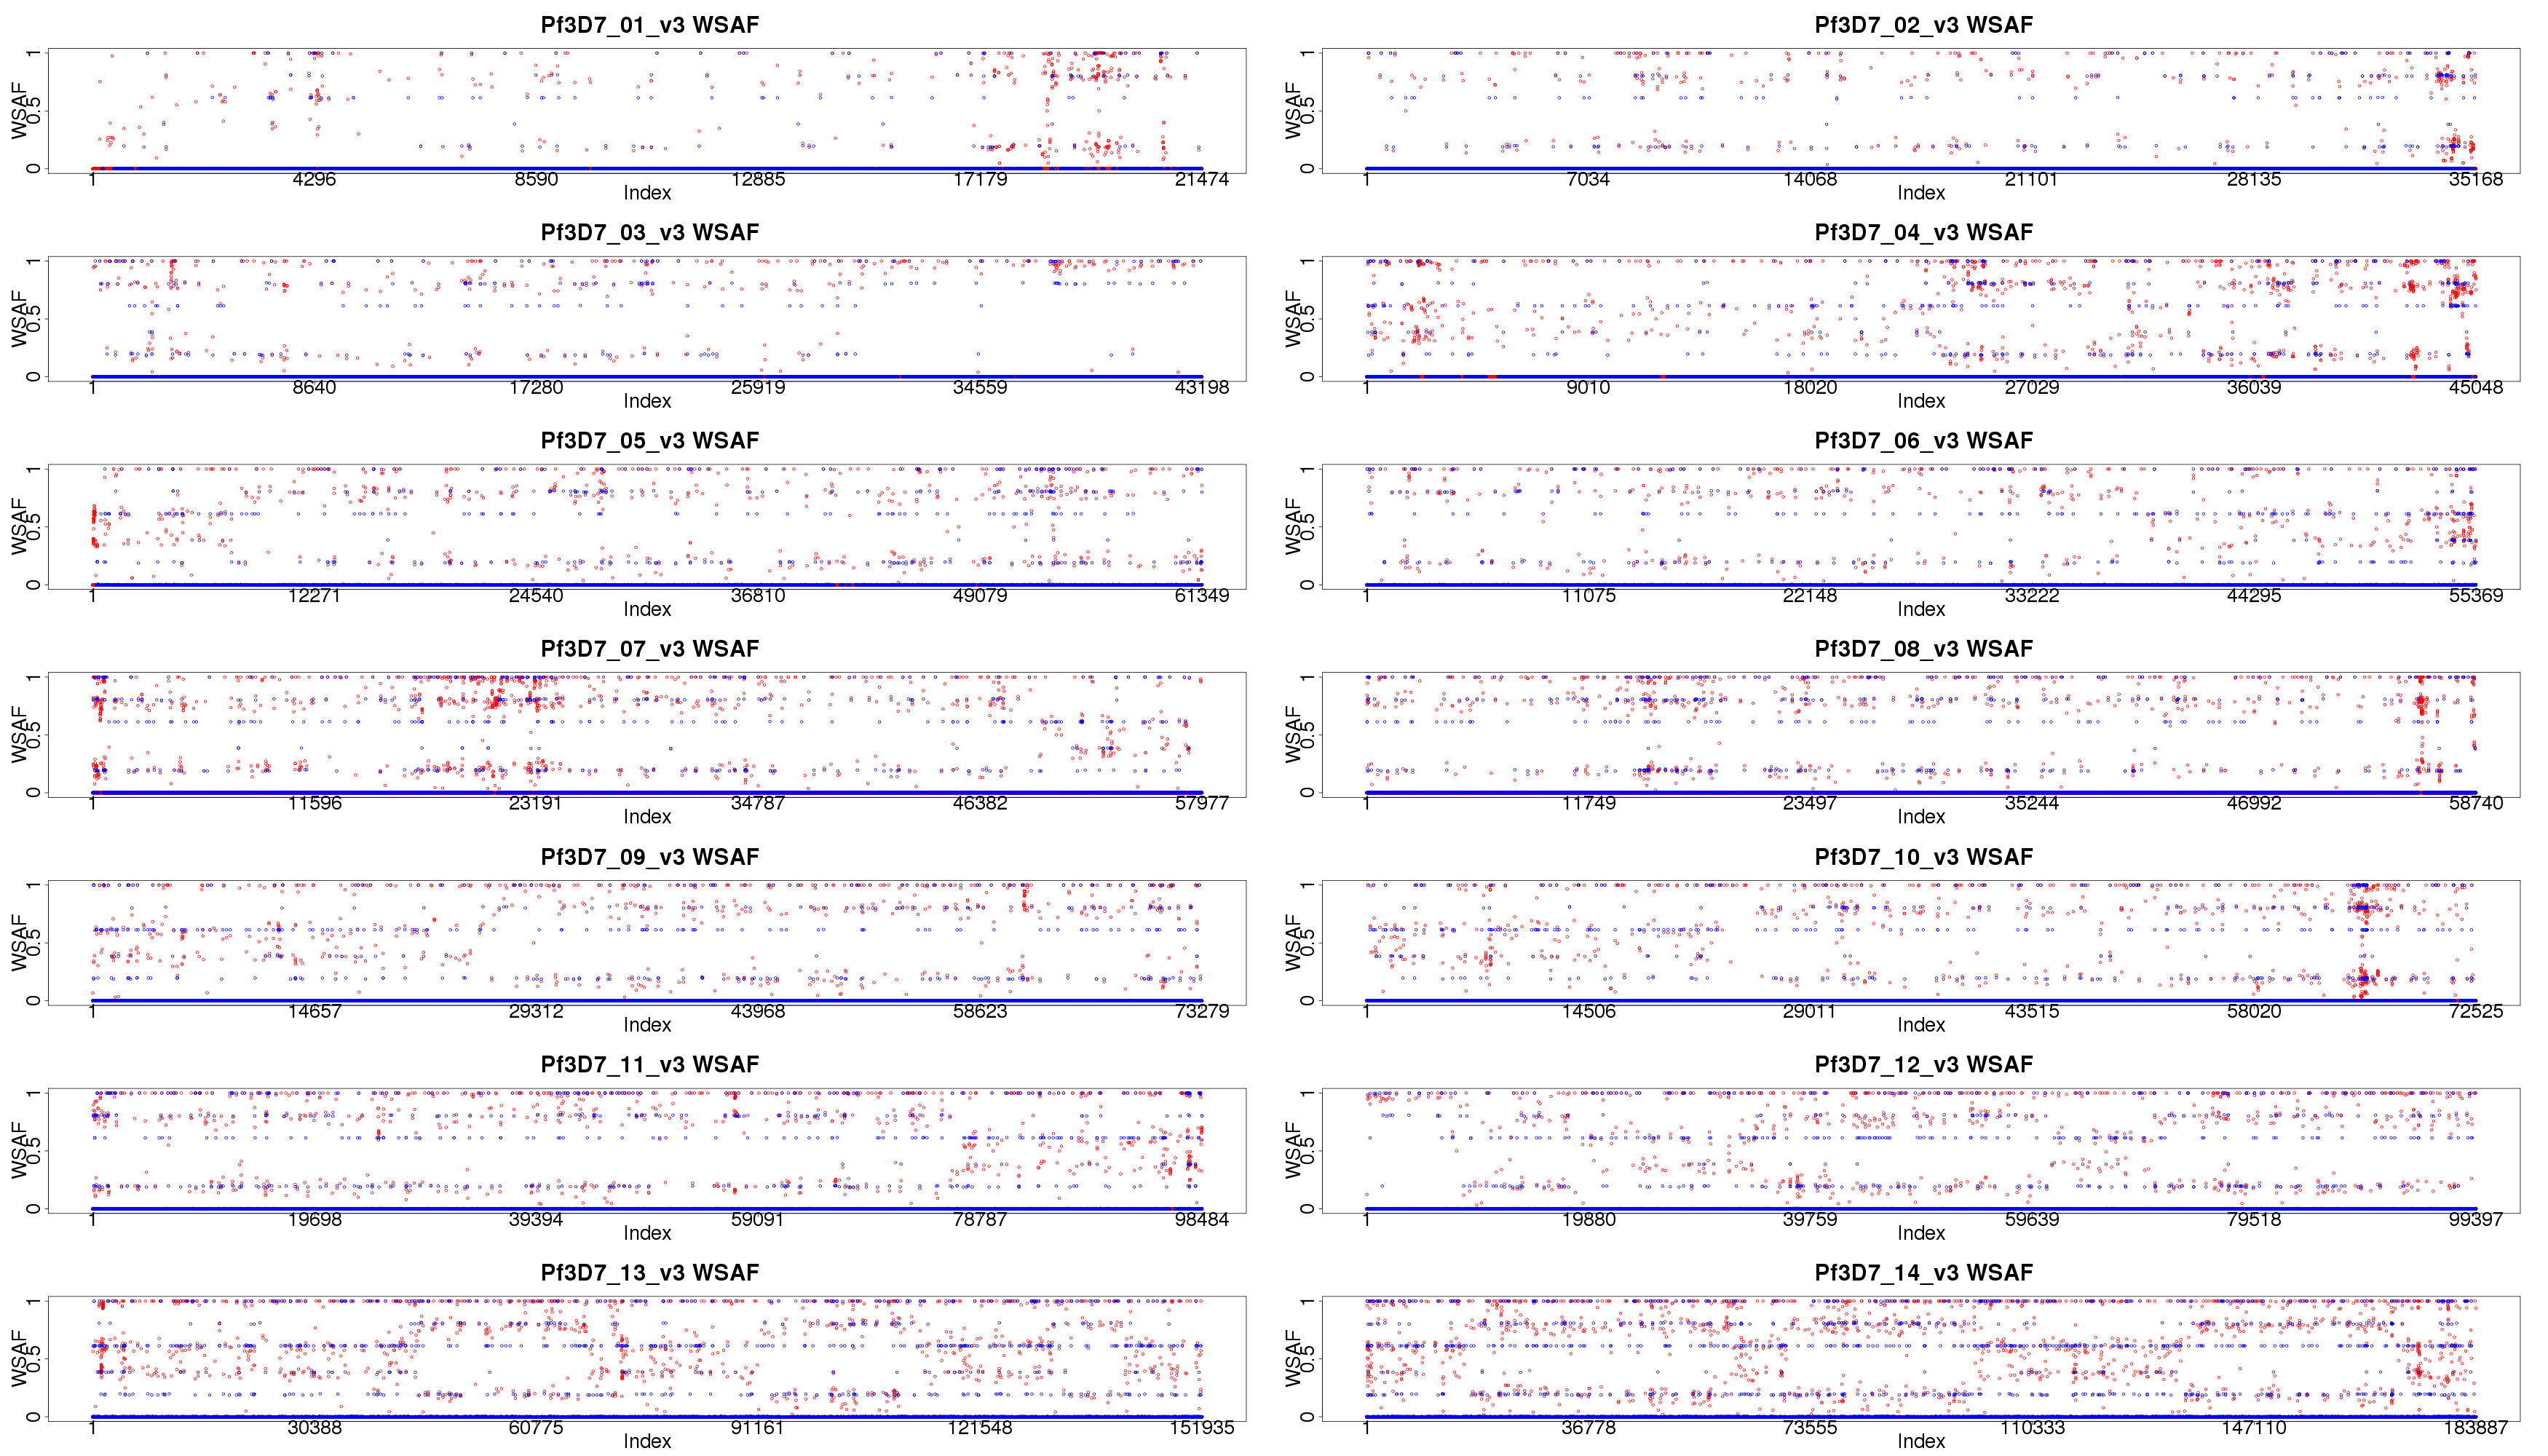 Pf3D7_01_v3 WSAF
WSAF
0 0.5 1
1 4296 8590 12885 17179 21474
Index
Pf3D7_02_v3 WSAF
WSAF
0 0.5 1
1 7034 14068 21101 28135 35168
Index
Pf3D7_03_v3 WSAF
WSAF
0 0.5 1
1 8640 17280 25919 34559 43198
Index
Pf3D7_04_v3 WSAF
WSAF
0 0.5 1
1 9010 18020 27029 36039 45048
Index
Pf3D7_05_v3 WSAF
WSAF
0 0.5 1
1 12271 24540 36810 49079 61349
Index
Pf3D7_06_v3 WSAF
WSAF
0 0.5 1
1 11075 22148 33222 44295 55369
Index
Pf3D7_07_v3 WSAF
WSAF
0 0.5 1
1 11596 23191 34787 46382 57977
Index
Pf3D7_08_v3 WSAF
WSAF
0 0.5 1
1 11749 23497 35244 46992 58740
Index
Pf3D7_09_v3 WSAF
WSAF
0 0.5 1
1 14657 29312 43968 58623 73279
Index
Pf3D7_10_v3 WSAF
WSAF
0 0.5 1
1 14506 29011 43515 58020 72525
Index
Pf3D7_11_v3 WSAF
WSAF
0 0.5 1
1 19698 39394 59091 78787 98484
Index
Pf3D7_12_v3 WSAF
WSAF
0 0.5 1
1 19880 39759 59639 79518 99397
Index
Pf3D7_13_v3 WSAF
WSAF
0 0.5 1
1 30388 60775 91161 121548 151935
Index
Pf3D7_14_v3 WSAF
WSAF
0 0.5 1
1 36778 73555 110333 147110 183887
Index